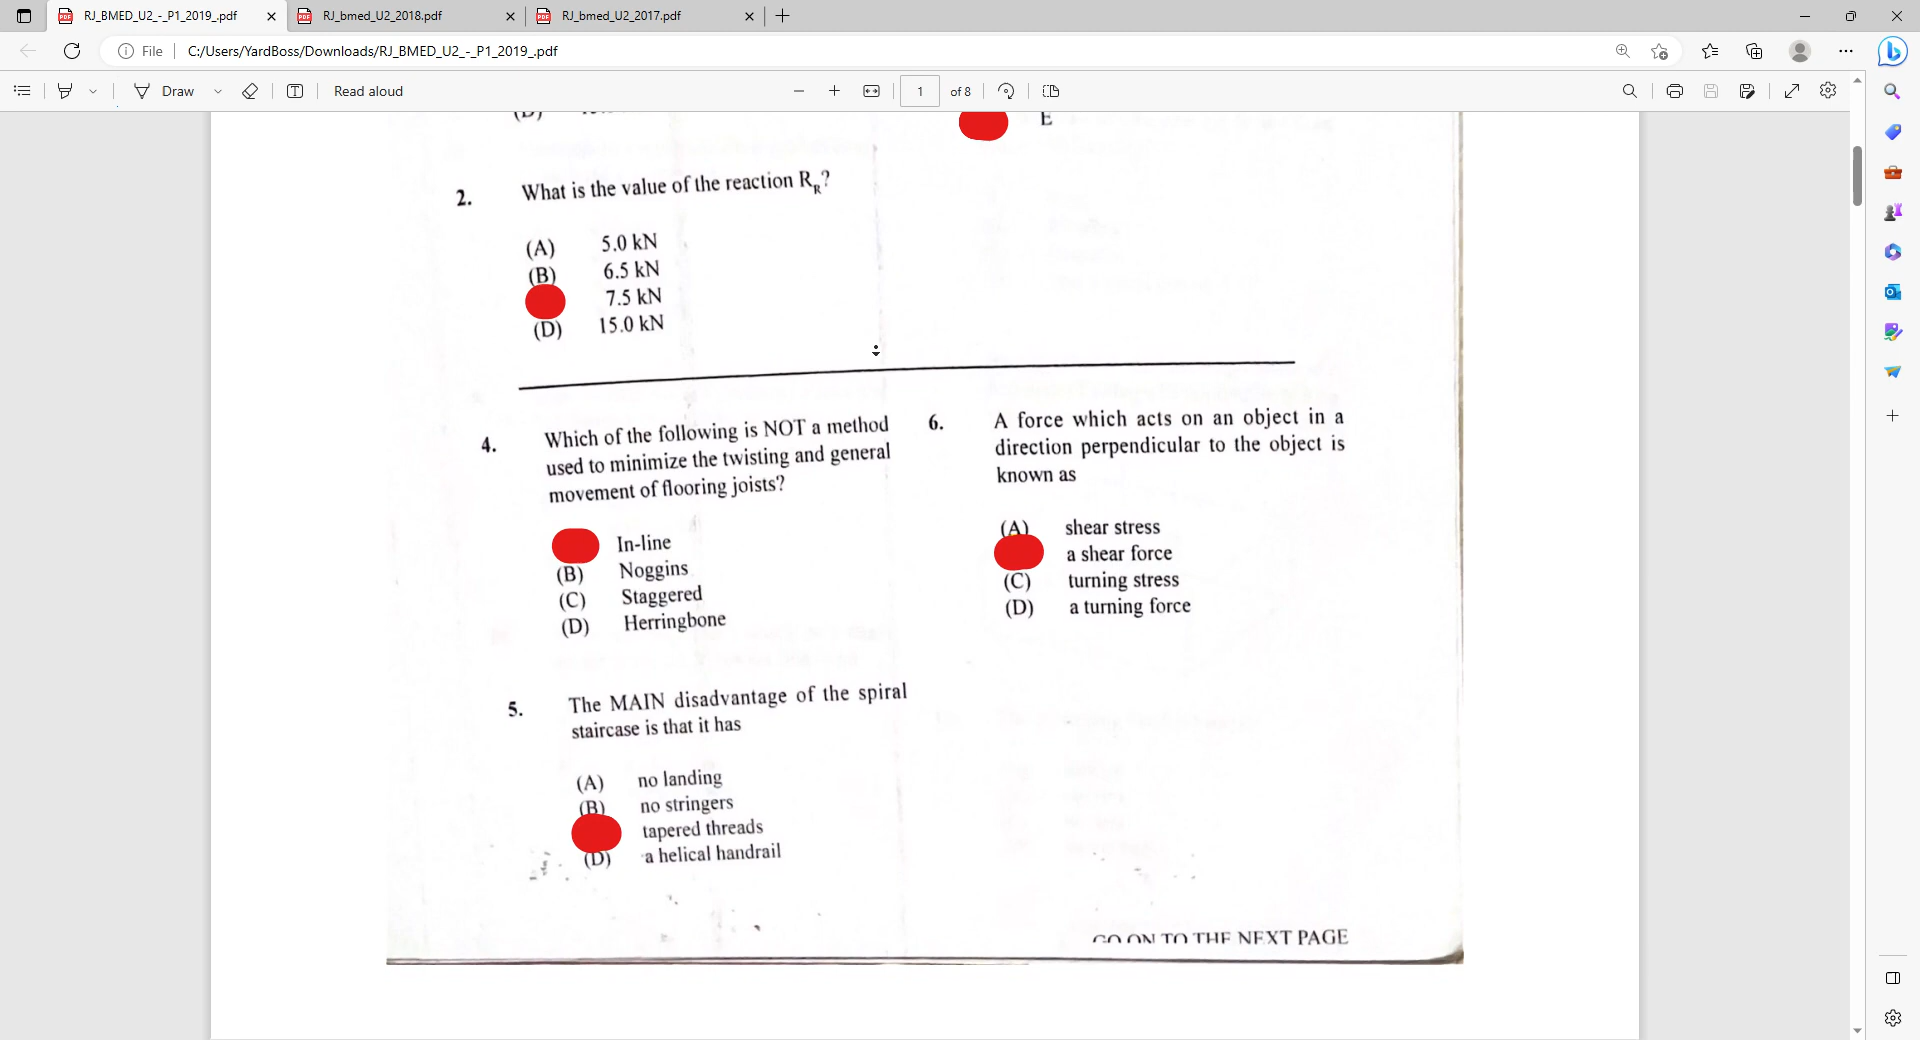 RJ_BMED_U2_-_P1_2019_.pdf
RJ_bmed_U2_2018.pdf
RJ_bmed_U2_2017.pdf
File
C:/Users/YardBoss/Downloads/RJ_BMED_U2_-_P1_2019_.pdf
Draw
Read aloud
1
of 8
(D)
E
2. What is the value of the reaction R_R?
(A) 5.0 kN
(B) 6.5 kN
7.5 kN
(D) 15.0 kN
4. Which of the following is NOT a method
used to minimize the twisting and general
movement of flooring joists?
In-line
(B) Noggins
(C) Staggered
(D) Herringbone
5. The MAIN disadvantage of the spiral
staircase is that it has
(A) no landing
(B) no stringers
tapered threads
(D) a helical handrail
6. A force which acts on an object in a
direction perpendicular to the object is
known as
(A) shear stress
a shear force
(C) turning stress
(D) a turning force
GO ON TO THE NEXT PAGE